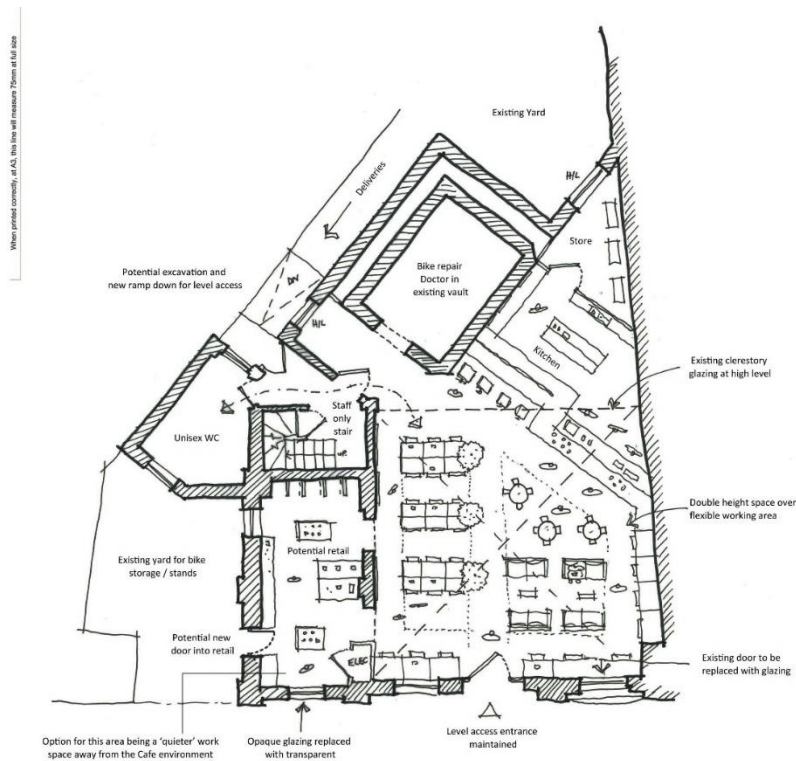 When printed correctly, at A3, this line will measure 75mm at full size
Existing Yard
Deliveries
H/L
Store
Potential excavation and
new ramp down for level access
DN
Bike repair
Doctor in
existing vault
H/L
Kitchen
Existing clerestory
glazing at high level
Staff
only
stair
Unisex WC
UP
Double height space over
flexible working area
Existing yard for bike
storage / stands
Potential retail
Potential new
door into retail
ELEC
Existing door to be
replaced with glazing
Option for this area being a 'quieter' work
space away from the Cafe environment
Opaque glazing replaced
with transparent
Level access entrance
maintained